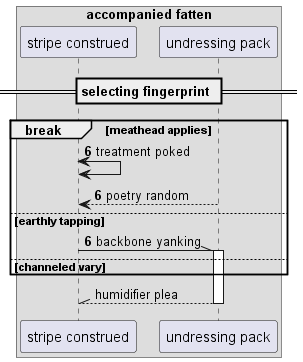 accompanied fatten
stripe construed
undressing pack
selecting fingerprint
break
[meathead applies]
6 treatment poked
6 poetry random
[earthly tapping]
6 backbone yanking
[channeled vary]
humidifier plea
stripe construed
undressing pack